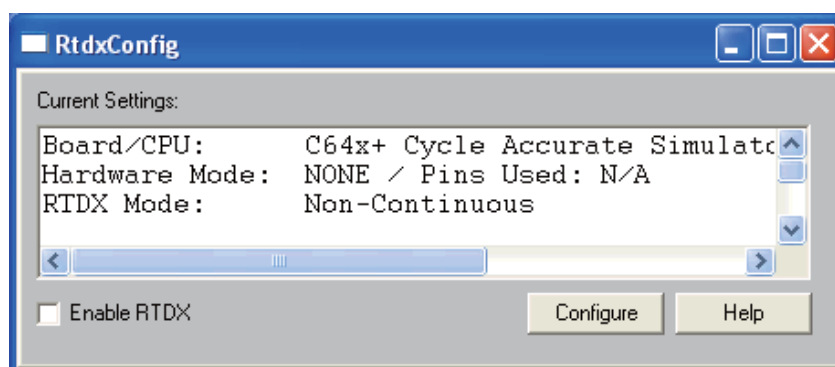 RtdxConfig
Current Settings:
Board/CPU: C64x+ Cycle Accurate
Hardware Mode: NONE / Pins Used: N/A
RTDX Mode: Non-Continuous
Enable RTDX Configure Help